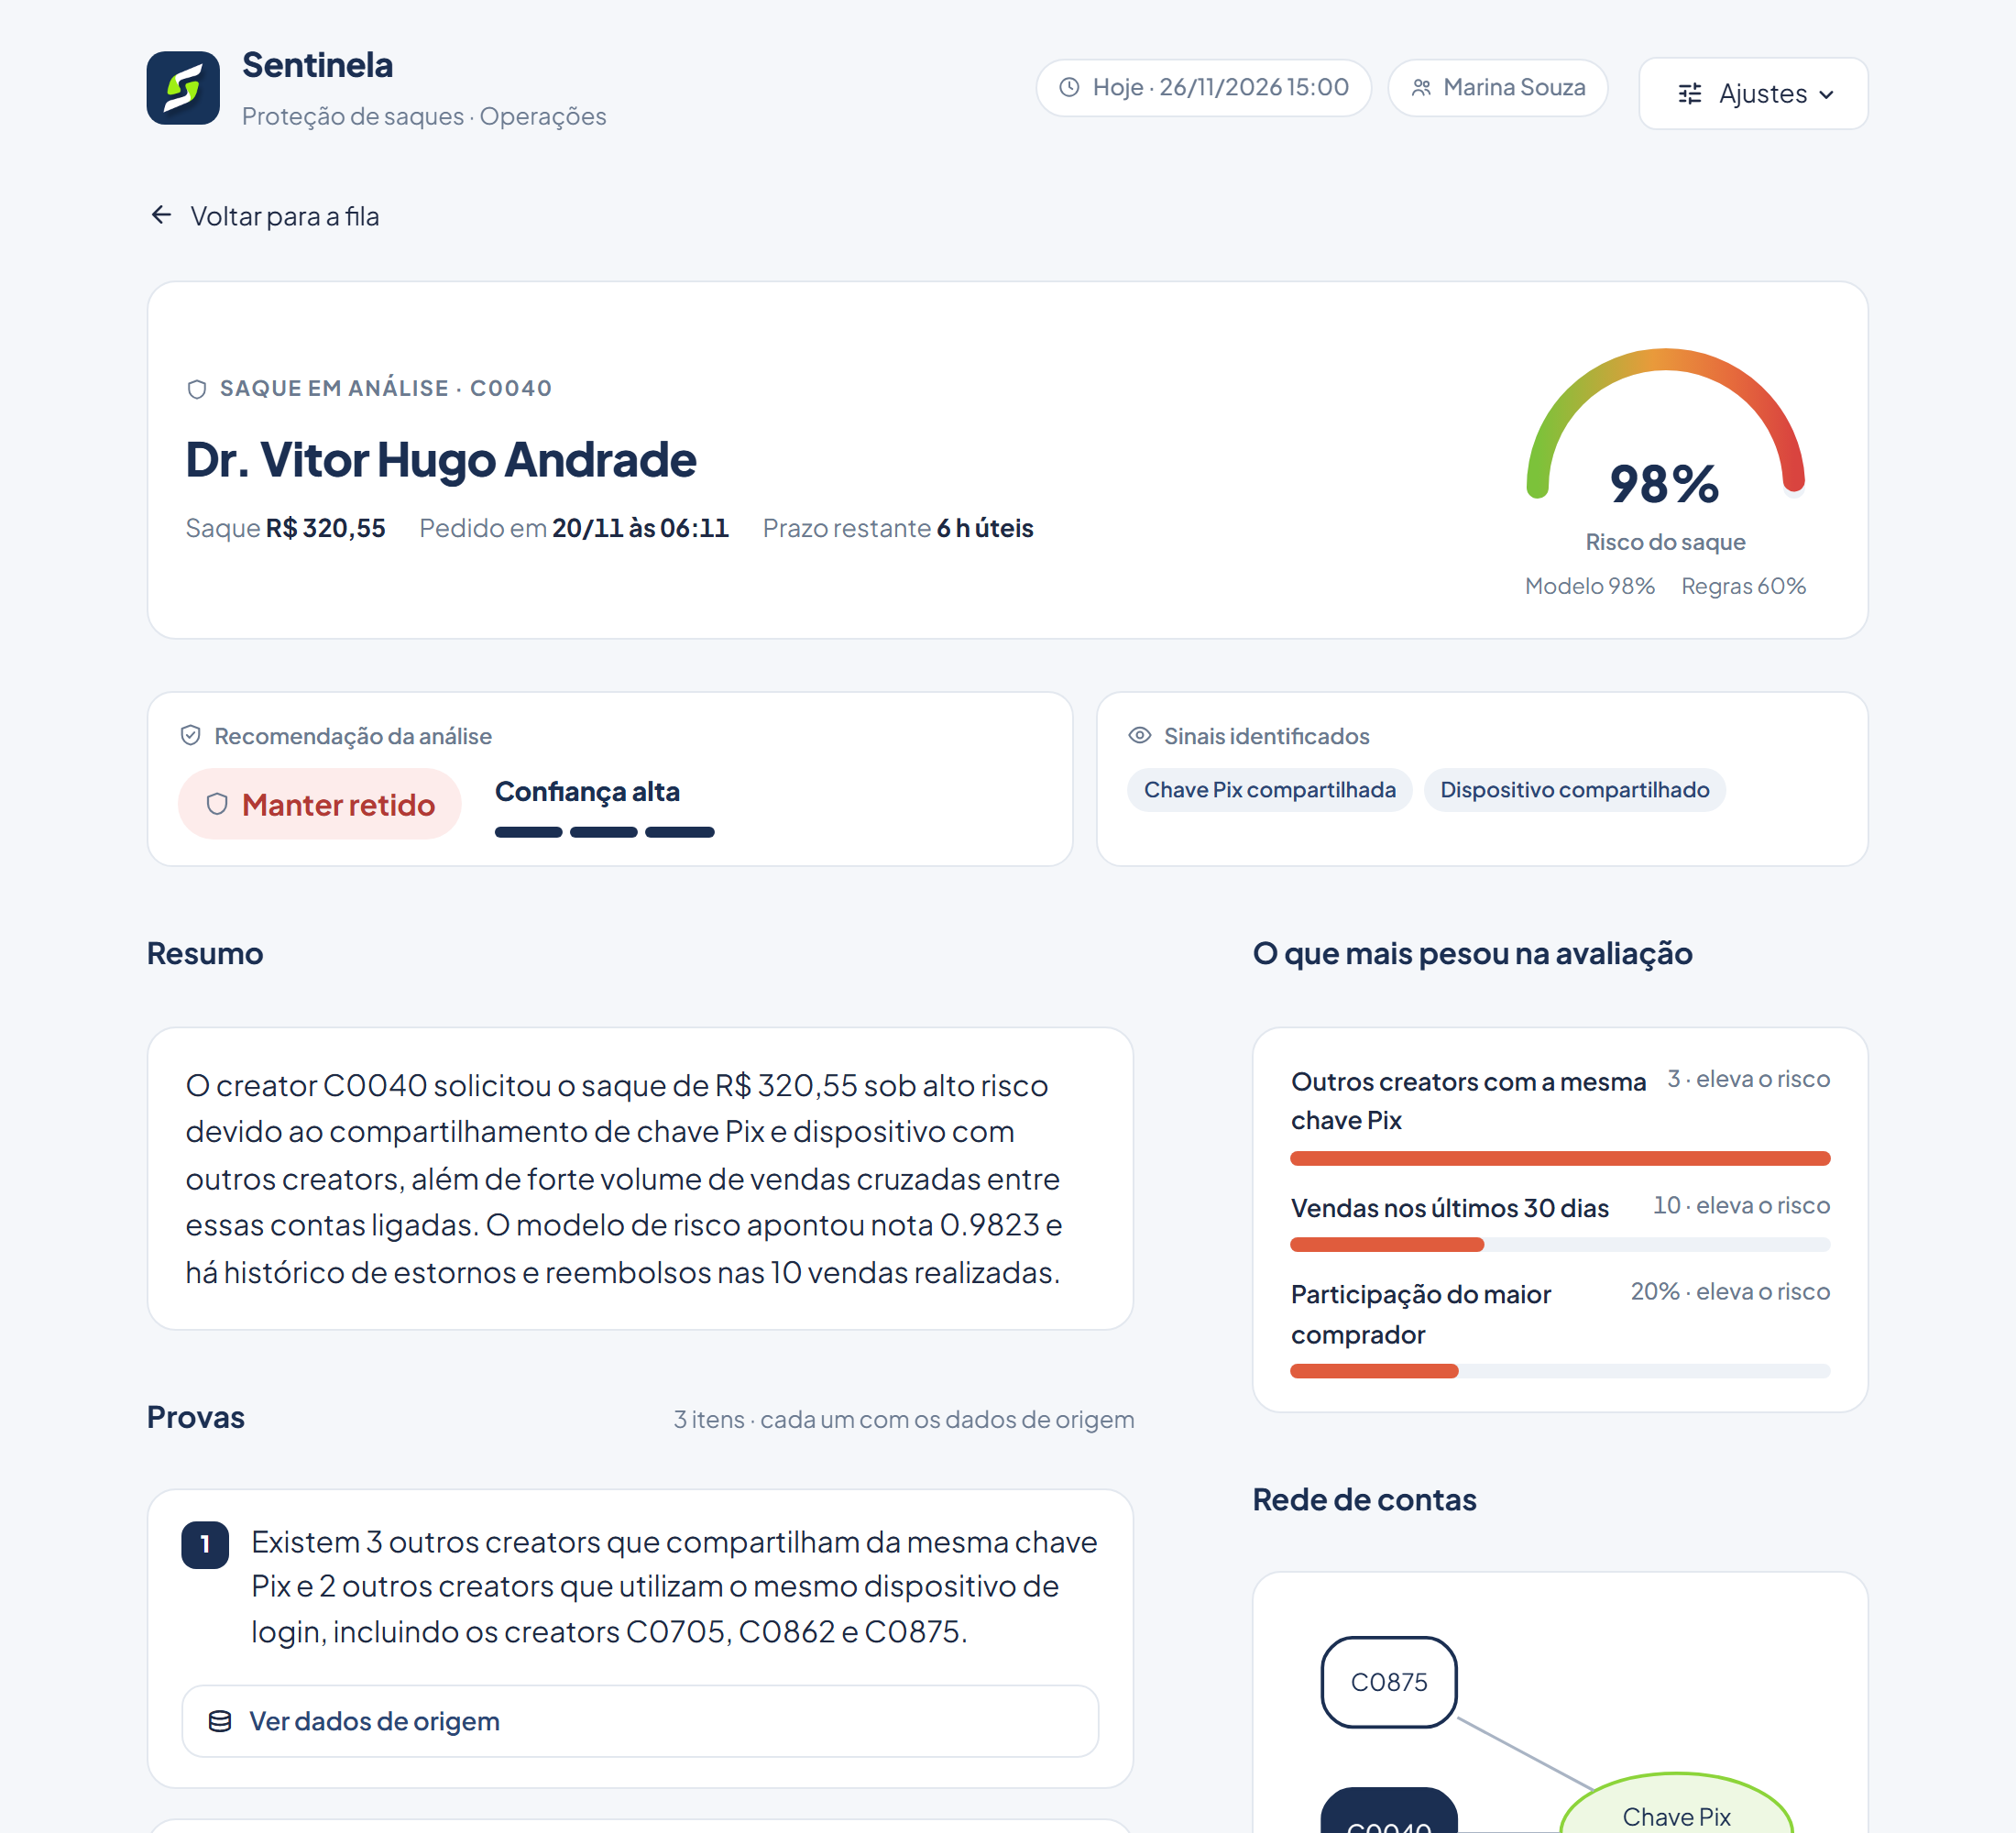 Sentinela
Proteção de saques · Operações
Hoje · 26/11/2026 15:00
Marina Souza
Ajustes
Voltar para a fila
SAQUE EM ANÁLISE · C0040
Dr. Vitor Hugo Andrade
Saque R$ 320,55 Pedido em 20/11 às 06:11 Prazo restante 6 h úteis
98%
Risco do saque
Modelo 98% Regras 60%
Recomendação da análise
Manter retido
Confiança alta
Sinais identificados
Chave Pix compartilhada
Dispositivo compartilhado
Resumo
O creator C0040 solicitou o saque de R$ 320,55 sob alto risco
devido ao compartilhamento de chave Pix e dispositivo com
outros creators, além de forte volume de vendas cruzadas entre
essas contas ligadas. O modelo de risco apontou nota 0.9823 e
há histórico de estornos e reembolsos nas 10 vendas realizadas.
O que mais pesou na avaliação
Outros creators com a mesma
chave Pix
3 · eleva o risco
Vendas nos últimos 30 dias
10 · eleva o risco
Participação do maior
comprador
20% · eleva o risco
Provas
3 itens · cada um com os dados de origem
1
Existem 3 outros creators que compartilham da mesma chave
Pix e 2 outros creators que utilizam o mesmo dispositivo de
login, incluindo os creators C0705, C0862 e C0875.
Ver dados de origem
Rede de contas
C0875
C0040
Chave Pix